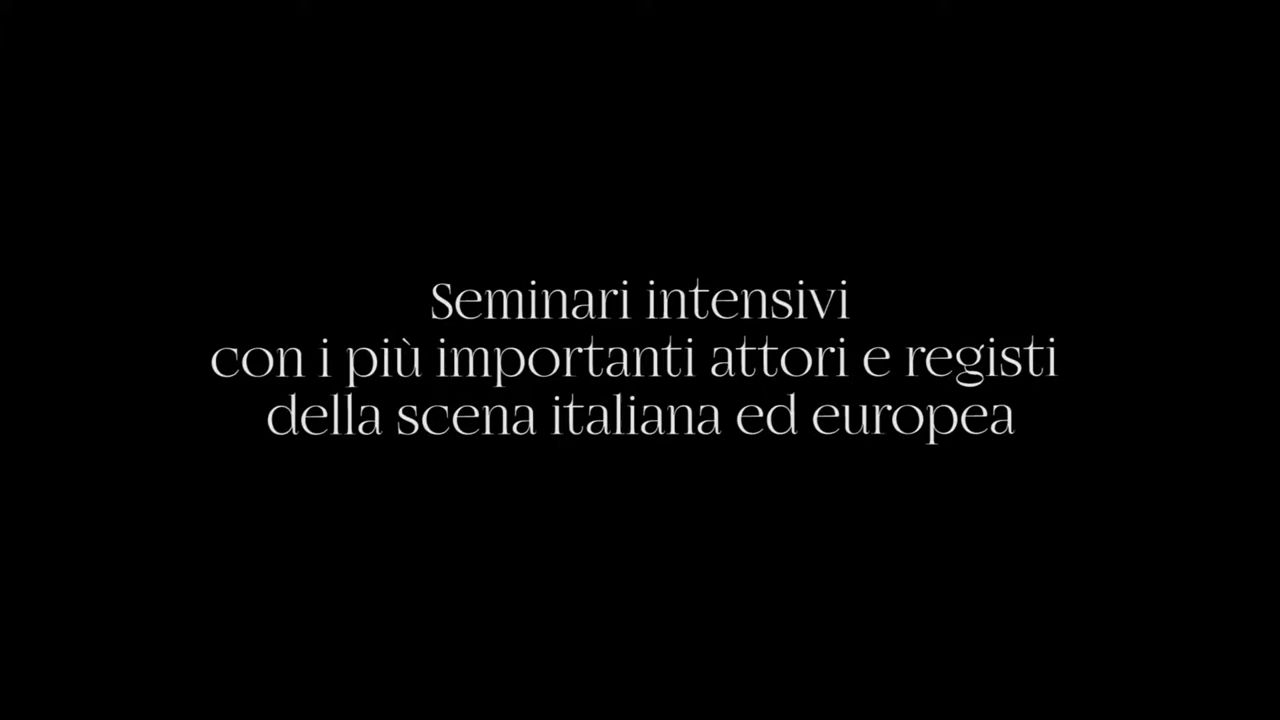 Seminari intensivi
con i più importanti attori e registi
della scena italiana ed europea